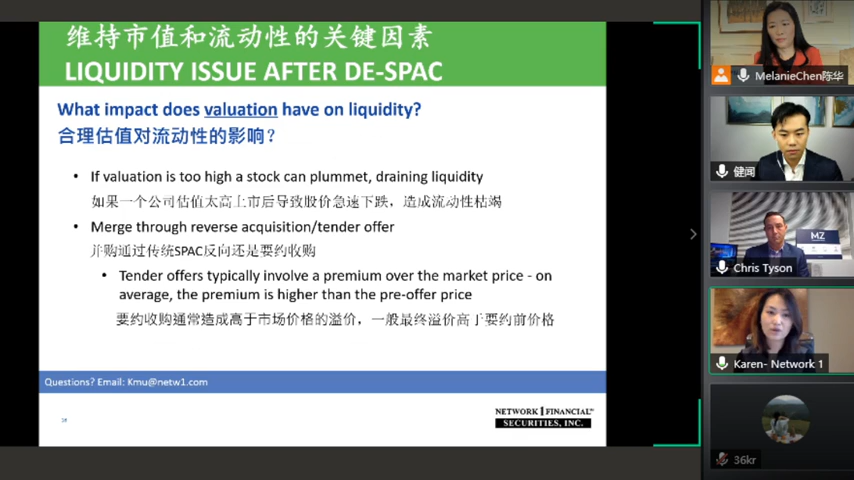 维持市值和流动性的关键因素
LIQUIDITY ISSUE AFTER DE-SPAC
What impact does valuation have on liquidity?
合理估值对流动性的影响?
• If valuation is too high a stock can plummet, draining liquidity
如果一个公司估值太高上市后导致股价急速下跌，造成流动性枯竭
• Merge through reverse acquisition/tender offer
并购通过传统SPAC反向还是要约收购
• Tender offers typically involve a premium over the market price - on
average, the premium is higher than the pre-offer price
要约收购通常造成高于市场价格的溢价，一般最终溢价高于要约前价格
Questions? Email: Kmu@netw1.com
NETWORK 1 FINANCIAL
SECURITIES, INC.
MelanieChen陈华
健闻
MZ
Chris Tyson
Karen- Network 1
36kr